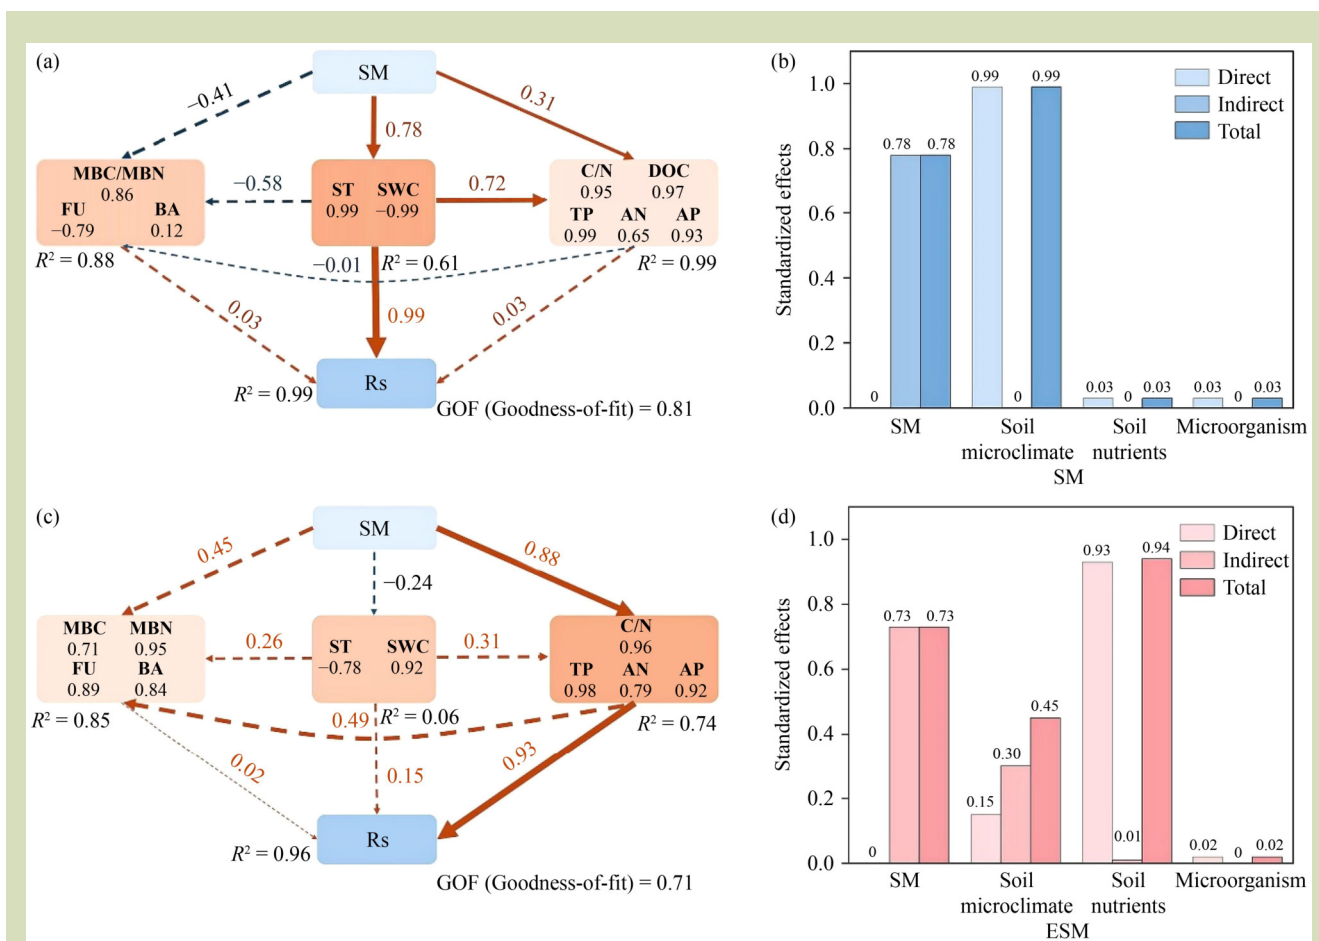 (a)
SM
−0.41
0.31
0.78
MBC/MBN
0.86
FU BA
−0.79 0.12
R² = 0.88
−0.58
ST SWC
0.99 −0.99
R² = 0.61
0.72
C/N DOC
0.95 0.97
TP AN AP
0.99 0.65 0.93
R² = 0.99
−0.01
0.03
0.99
0.03
Rs
R² = 0.99
GOF (Goodness-of-fit) = 0.81
(b)
Standardized effects
1.0
0.8
0.6
0.4
0.2
0.0
Direct
Indirect
Total
0 0.78 0.78
0.99 0 0.99
0.03 0 0.03
0.03 0 0.03
SM Soil Soil Microorganism
microclimate nutrients
SM
(c)
SM
0.45
0.88
−0.24
MBC MBN
0.71 0.95
FU BA
0.89 0.84
R² = 0.85
0.26
ST SWC
−0.78 0.92
R² = 0.06
0.31
C/N
0.96
TP AN AP
0.98 0.79 0.92
R² = 0.74
0.49
0.02
0.15
0.93
Rs
R² = 0.96
GOF (Goodness-of-fit) = 0.71
(d)
Standardized effects
1.0
0.8
0.6
0.4
0.2
0.0
Direct
Indirect
Total
0 0.73 0.73
0.15 0.30 0.45
0.93 0.01 0.94
0.02 0 0.02
SM Soil Soil Microorganism
microclimate nutrients
ESM